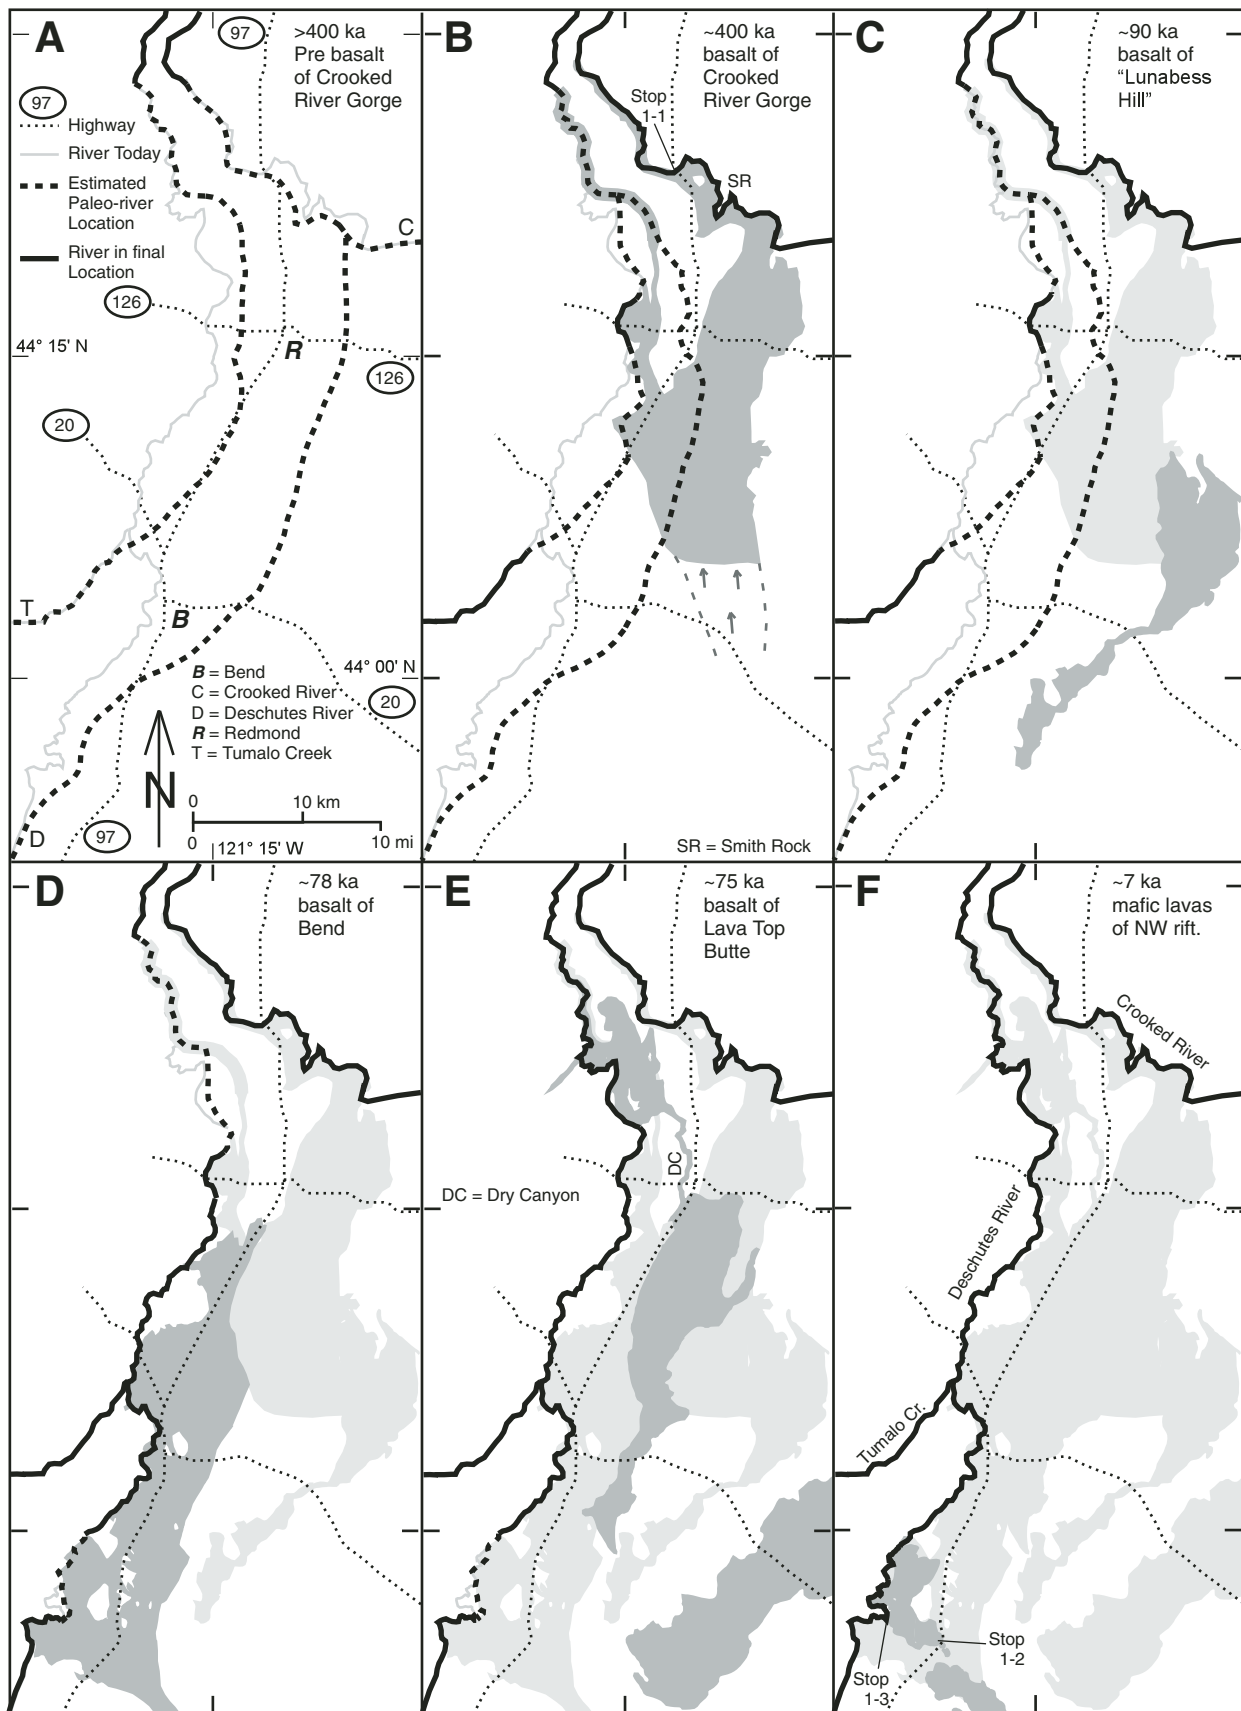 A
97
>400 ka
Pre basalt
of Crooked
River Gorge
97
Highway
River Today
Estimated
Paleo-river
Location
River in final
Location
C
126
R
44° 15' N
126
20
T
B
44° 00' N
B = Bend
C = Crooked River
D = Deschutes River
R = Redmond
T = Tumalo Creek
20
N
0 10 km
0 10 mi
D
97
121° 15' W
B
~400 ka
basalt of
Crooked
River Gorge
Stop
1-1
SR
SR = Smith Rock
C
~90 ka
basalt of
“Lunabess
Hill”
D
~78 ka
basalt of
Bend
E
~75 ka
basalt of
Lava Top
Butte
DC
DC = Dry Canyon
F
~7 ka
mafic lavas
of NW rift.
Crooked River
Deschutes River
Tumalo Cr.
Stop
1-2
Stop
1-3